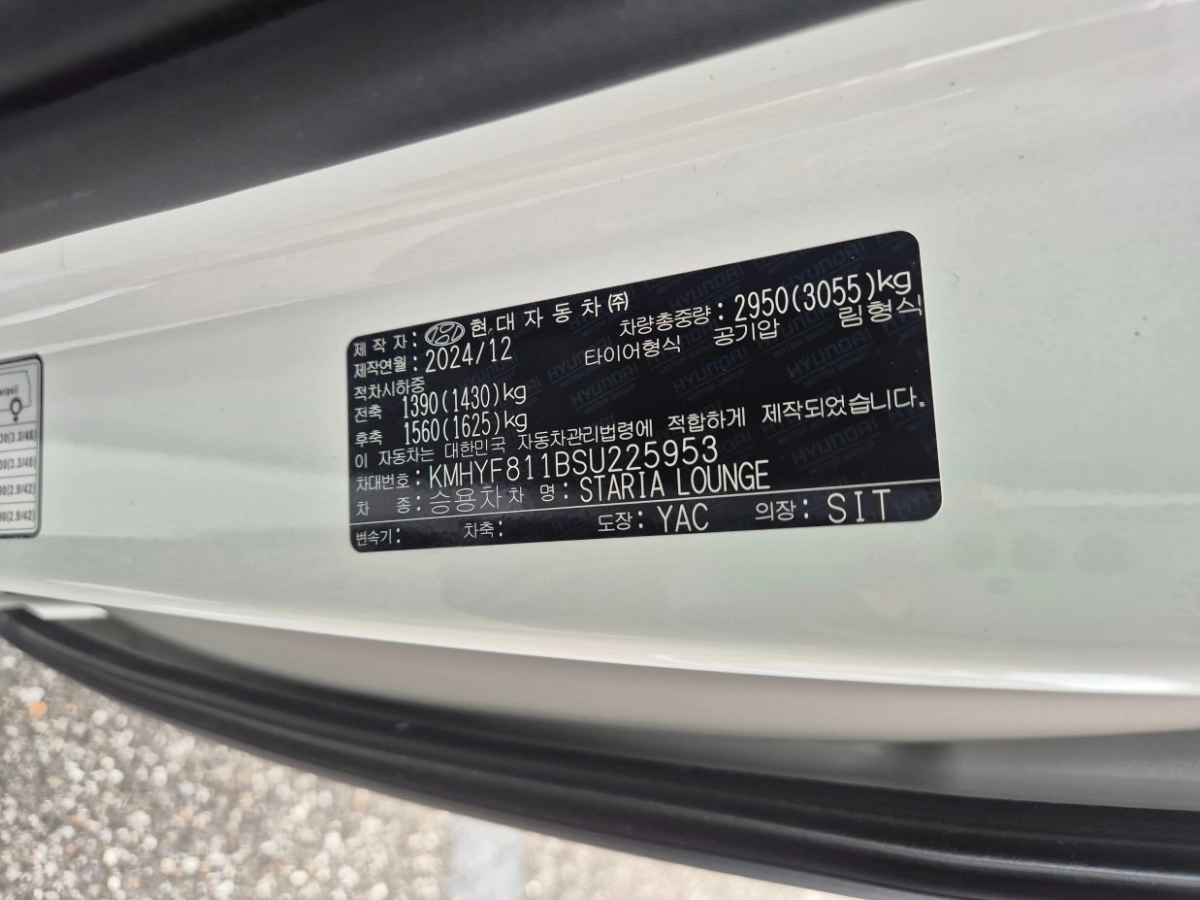 제 작 자 : 현대자동차㈜
차량총중량 : 2950(3055)kg
제작연월 : 2024/12
타이어형식 공기압 림형식
적차시하중
전축 1390(1430)kg
후축 1560(1625)kg
이 자동차는 대한민국 자동차관리법령에 적합하게 제작되었습니다.
차대번호 : KMHYF811BSU225953
차 종 : 승용차 차 명 : STARIA LOUNGE
변속기 : 차축 : 도장 : YAC 의장 : SIT